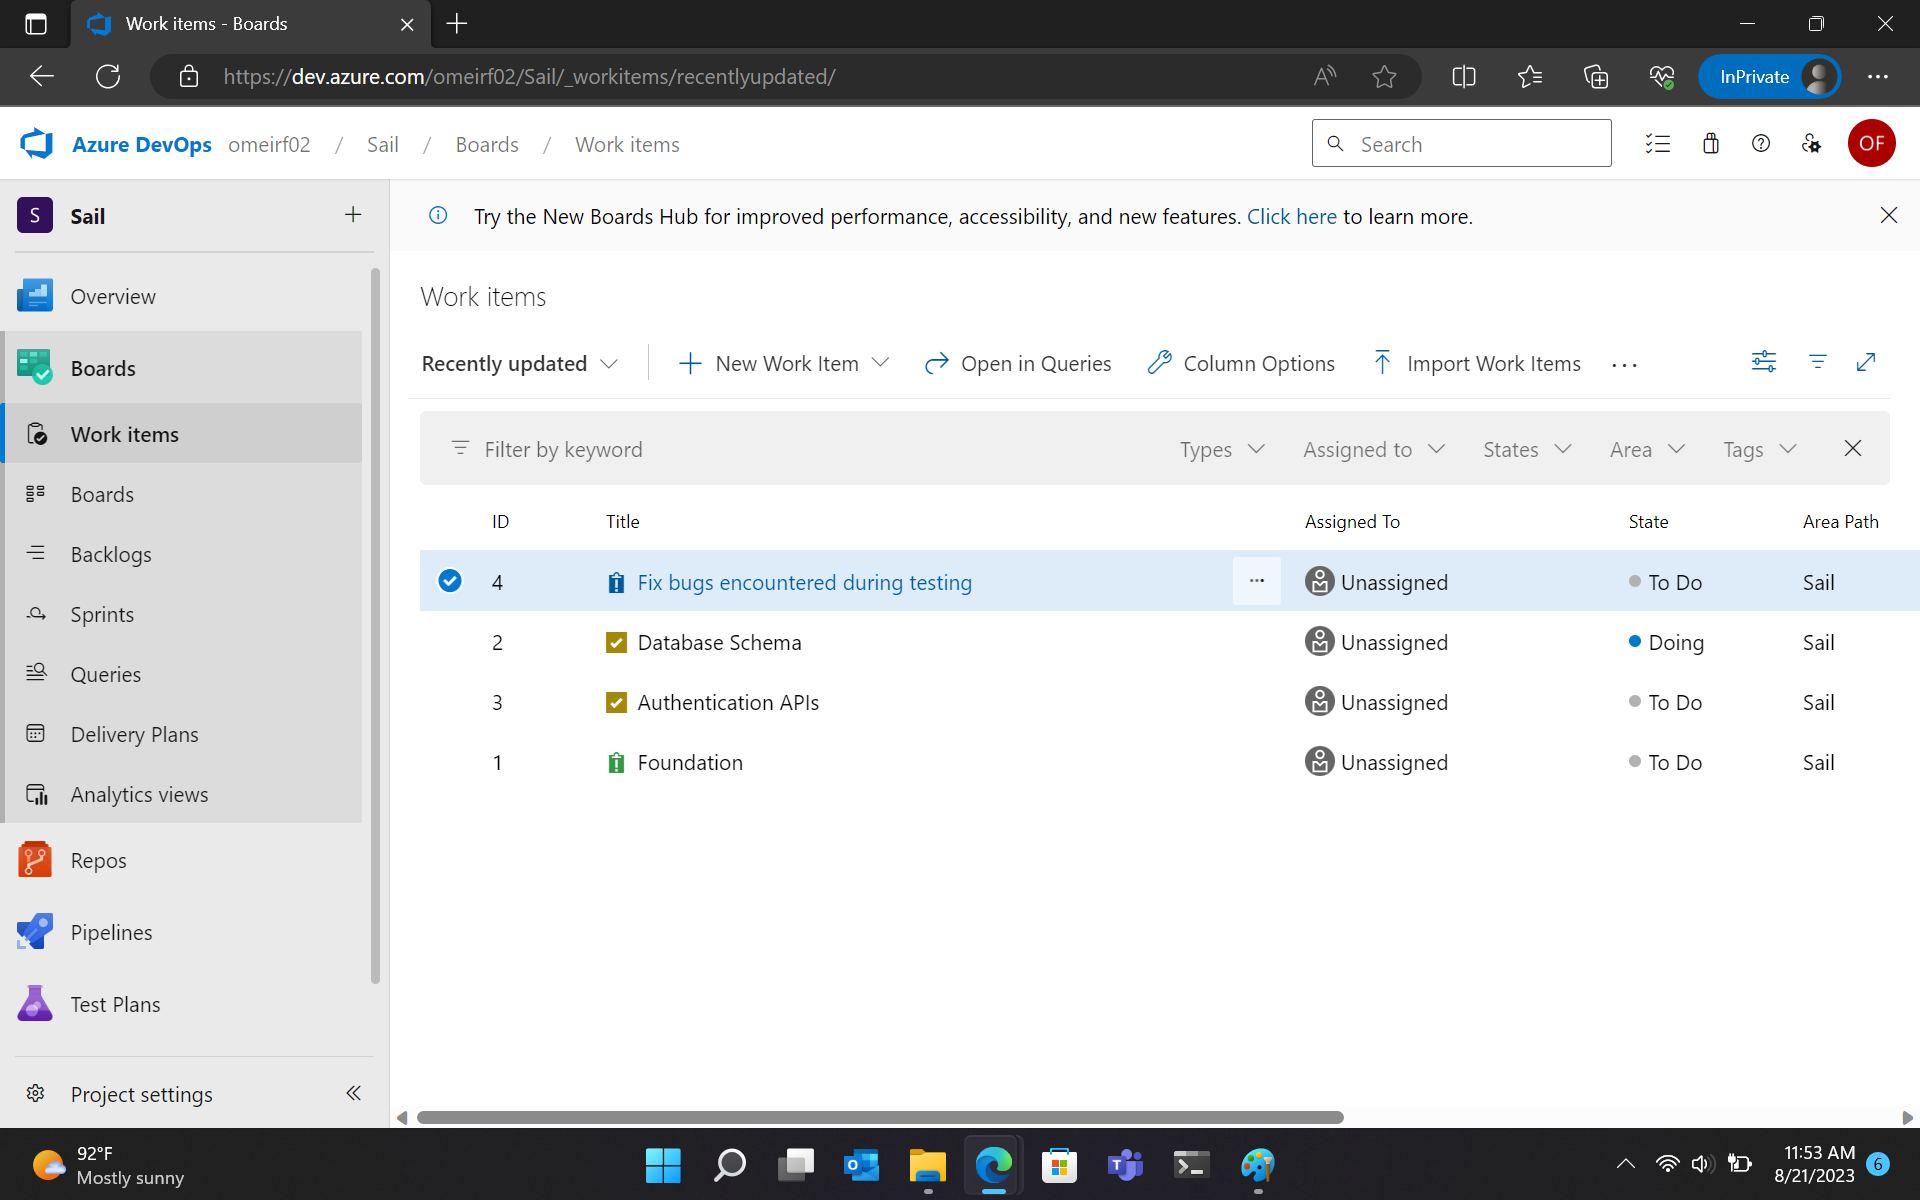 Work items - Boards
https://dev.azure.com/omeirf02/Sail/_workitems/recentlyupdated/
InPrivate
Azure DevOps omeirf02 / Sail / Boards / Work items
Search
OF
S Sail
Try the New Boards Hub for improved performance, accessibility, and new features. Click here to learn more.
Overview
Boards
Work items
Boards
Backlogs
Sprints
Queries
Delivery Plans
Analytics views
Repos
Pipelines
Test Plans
Project settings
Work items
Recently updated New Work Item Open in Queries Column Options Import Work Items
Filter by keyword Types Assigned to States Area Tags
ID Title Assigned To State Area Path
4 Fix bugs encountered during testing Unassigned To Do Sail
2 Database Schema Unassigned Doing Sail
3 Authentication APIs Unassigned To Do Sail
1 Foundation Unassigned To Do Sail
92°F
Mostly sunny
11:53 AM
8/21/2023
6